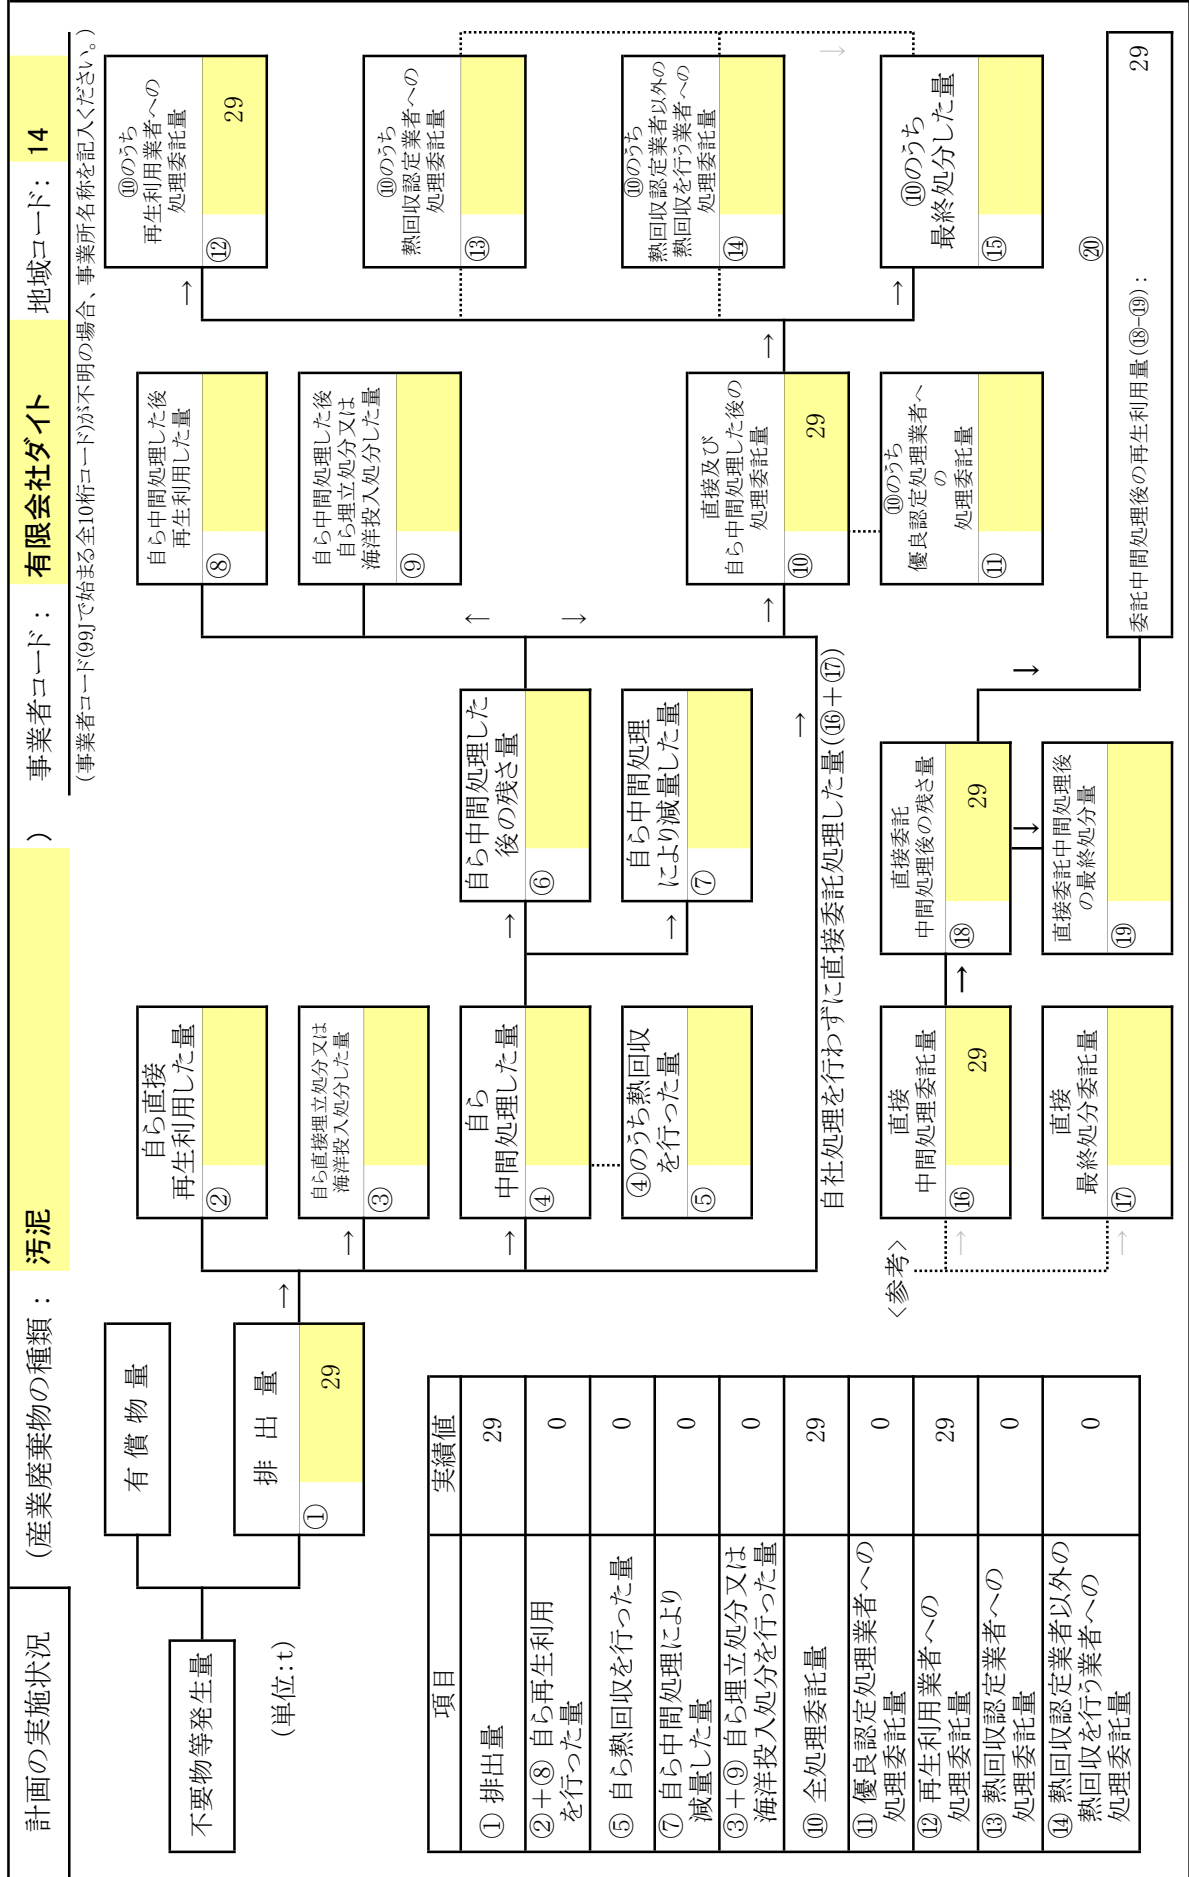 計画の実施状況
(産業廃棄物の種類： 汚泥 )
事業者コード： 有限会社ダイト 地域コード： 14
(事業者コード(99Jで始まる全10桁コード)が不明の場合、事業所名称を記入ください。)
不要物等発生量
(単位:t)
有 償 物 量
排 出 量
① 29
→
自ら直接
再生利用した量
②
自ら直接埋立処分又は
海洋投入処分した量
→
③
自ら
中間処理した量
→
④
④のうち熱回収
を行った量
⑤
自ら中間処理した
後の残さ量
→
⑥
自ら中間処理
により減量した量
→
⑦
自ら中間処理した後
再生利用した量
⑧
自ら中間処理した後
自ら埋立処分又は
海洋投入処分した量
⑨
↑
↓
直接及び
自ら中間処理した後の
処理委託量
→
⑩ 29
⑩のうち
優良認定処理業者へ
の
処理委託量
⑪
→
⑩のうち
再生利用業者への
処理委託量
→
⑫ 29
⑩のうち
熱回収認定業者への
処理委託量
⑬
⑩のうち
熱回収認定業者以外の
熱回収を行う業者への
処理委託量
⑭
↓
⑩のうち
最終処分した量
→
⑮
→
自社処理を行わずに直接委託処理した量(⑯＋⑰)
<参考>
→
直接
中間処理委託量
⑯ 29
→
直接
最終処分委託量
⑰
→
直接委託
中間処理後の残さ量
⑱ 29
↓
直接委託中間処理後
の最終処分量
⑲
↓
⑳
委託中間処理後の再生利用量(⑱-⑲)： 29
項目 実績値
① 排出量 29
②＋⑧ 自ら再生利用
を行った量 0
⑤ 自ら熱回収を行った量 0
⑦ 自ら中間処理により
減量した量 0
③＋⑨ 自ら埋立処分又は
海洋投入処分を行った量 0
⑩ 全処理委託量 29
⑪ 優良認定処理業者への
処理委託量 0
⑫ 再生利用業者への
処理委託量 29
⑬ 熱回収認定業者への
処理委託量 0
⑭ 熱回収認定業者以外の
熱回収を行う業者への
処理委託量 0